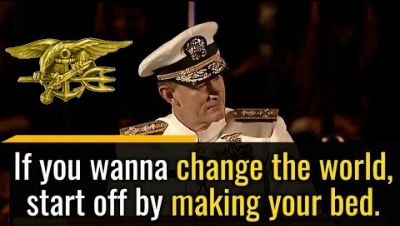 If you wanna change the world,
start off by making your bed.